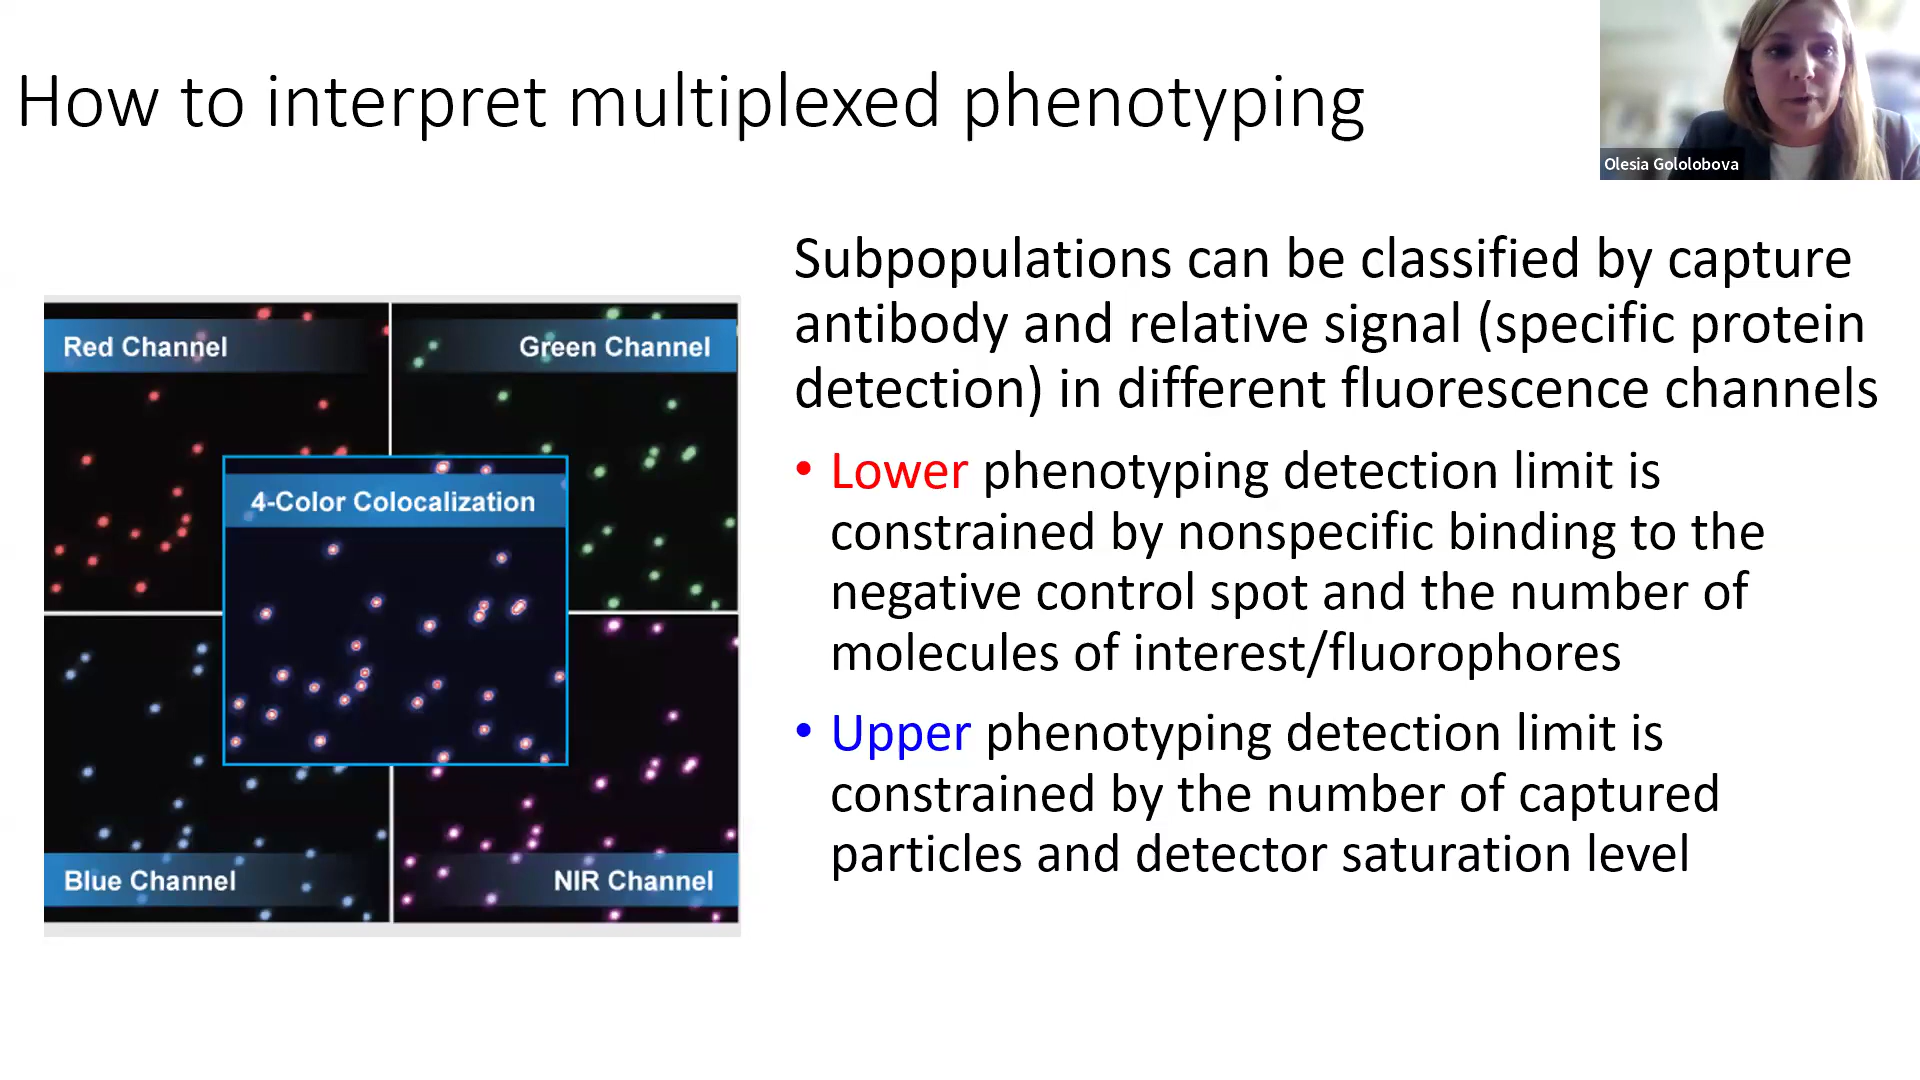 How to interpret multiplexed phenotyping
Olesia Gololobova
Subpopulations can be classified by capture
antibody and relative signal (specific protein
detection) in different fluorescence channels
• Lower phenotyping detection limit is
constrained by nonspecific binding to the
negative control spot and the number of
molecules of interest/fluorophores
• Upper phenotyping detection limit is
constrained by the number of captured
particles and detector saturation level
Red Channel
Green Channel
4-Color Colocalization
Blue Channel
NIR Channel